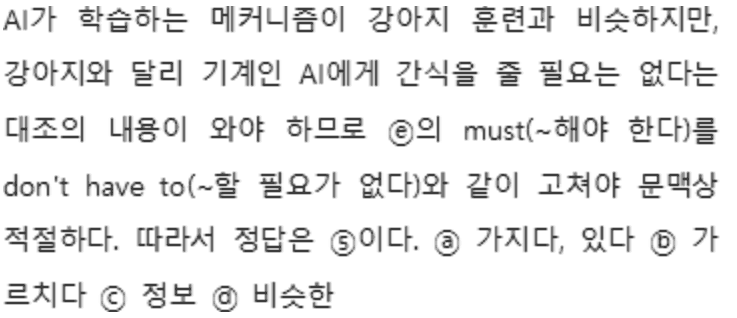 AI가 학습하는 메커니즘이 강아지 훈련과 비슷하지만,
강아지와 달리 기계인 AI에게 간식을 줄 필요는 없다는
대조의 내용이 와야 하므로 ⓔ의 must(~해야 한다)를
don't have to(~할 필요가 없다)와 같이 고쳐야 문맥상
적절하다. 따라서 정답은 ⓢ이다. ⓐ 가지다, 있다 ⓑ 가
르치다 ⓒ 정보 ⓓ 비슷한